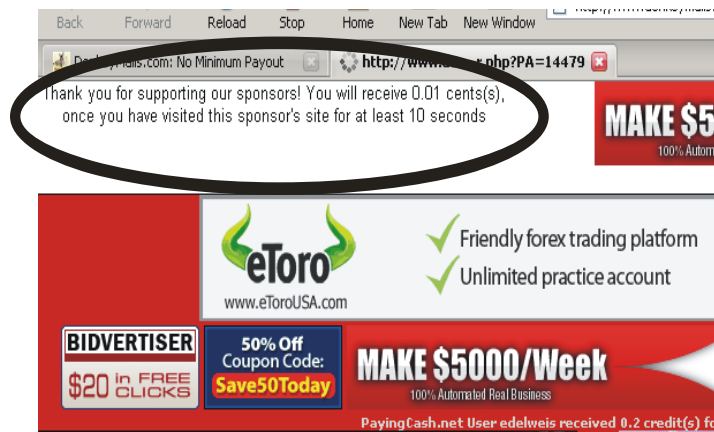 Back Forward Reload Stop Home New Tab New Window
Mails.com: No Minimum Payout
.php?PA=14479
Thank you for supporting our sponsors! You will receive 0.01 cents(s),
once you have visited this sponsor's site for at least 10 seconds
MAKE $5
100% Autom
eToro
www.eToroUSA.com
Friendly forex trading platform
Unlimited practice account
BIDVERTISER
$20 in FREE
CLICKS
50% Off
Coupon Code:
Save50Today
MAKE $5000/Week
100% Automated Real Business
PayingCash.net User edelweis received 0.2 credit(s) fo